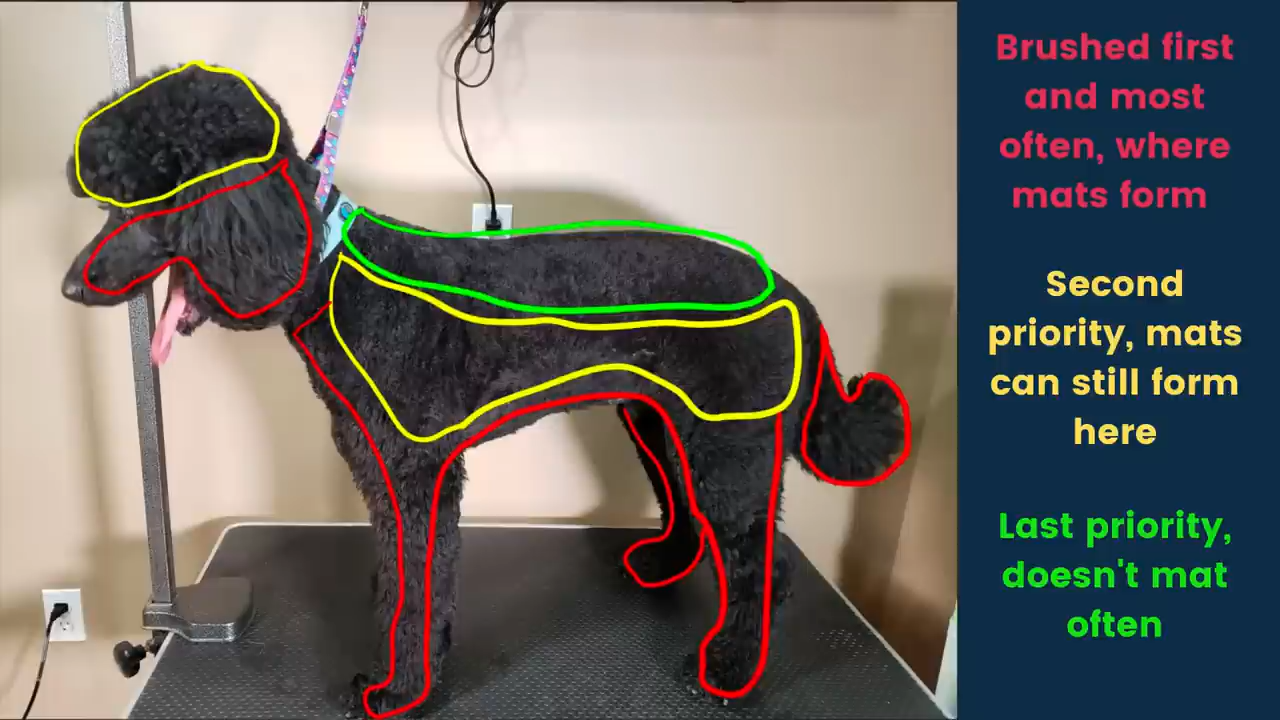 Brushed first
and most
often, where
mats form
Second
priority, mats
can still form
here
Last priority,
doesn't mat
often